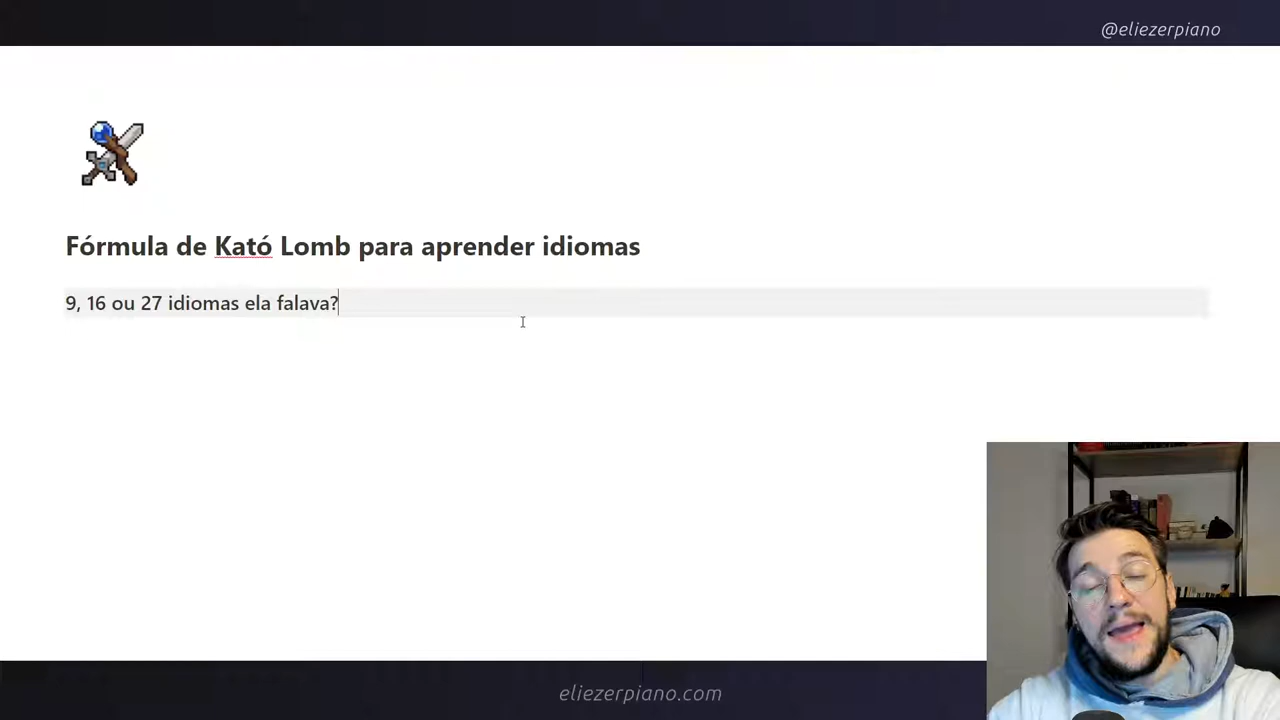 @eliezerpiano
Fórmula de Kató Lomb para aprender idiomas
9, 16 ou 27 idiomas ela falava?
eliezerpiano.com